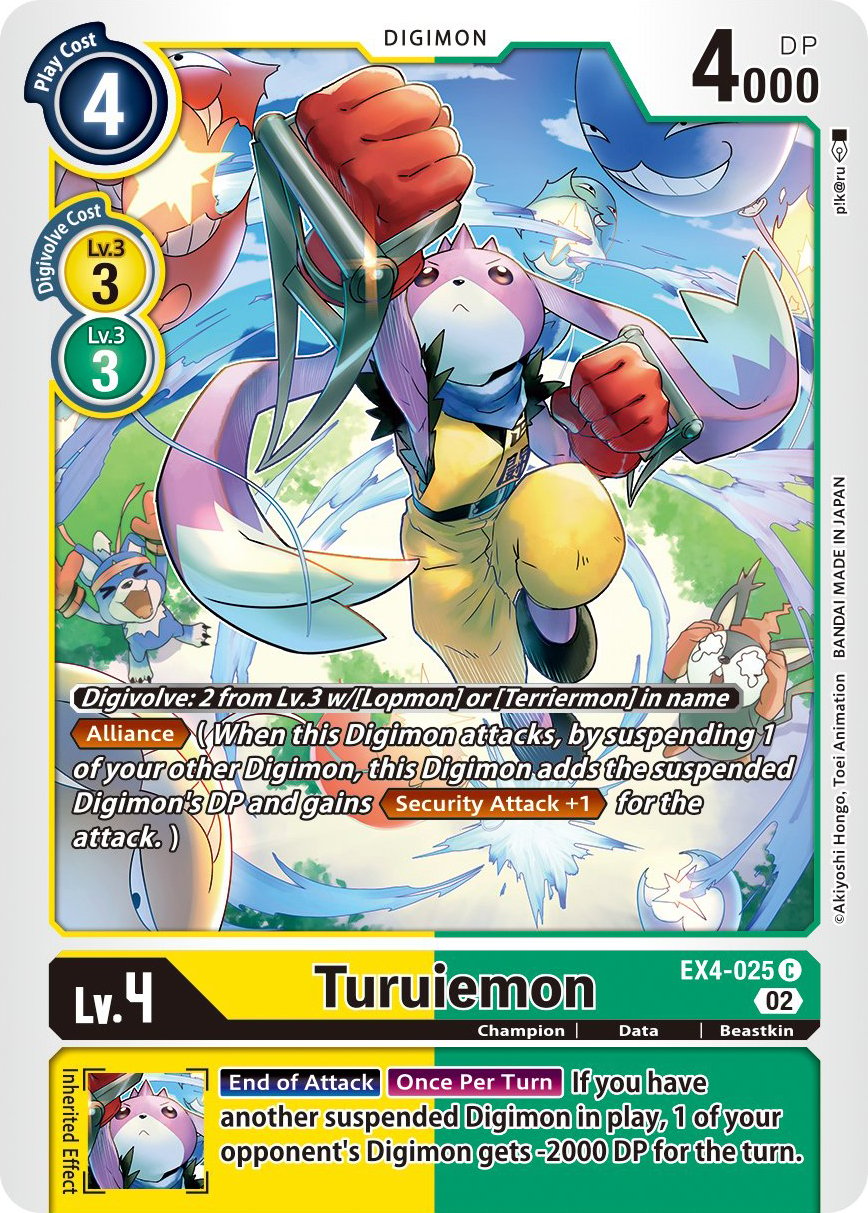 DIGIMON
Play Cost
4
DP
4000
Digivolve Cost
Lv.3
3
Lv.3
3
p!k@ru
Digivolve: 2 from Lv.3 w/[Lopmon] or [Terriermon] in name
Alliance (When this Digimon attacks, by suspending 1
of your other Digimon, this Digimon adds the suspended
Digimon's DP and gains Security Attack +1 for the
attack.)
©Akiyoshi Hongo, Toei Animation BANDAI MADE IN JAPAN
Lv.4
Turuiemon
EX4-025 C
02
Champion | Data | Beastkin
Inherited Effect
End of Attack Once Per Turn If you have
another suspended Digimon in play, 1 of your
opponent's Digimon gets -2000 DP for the turn.